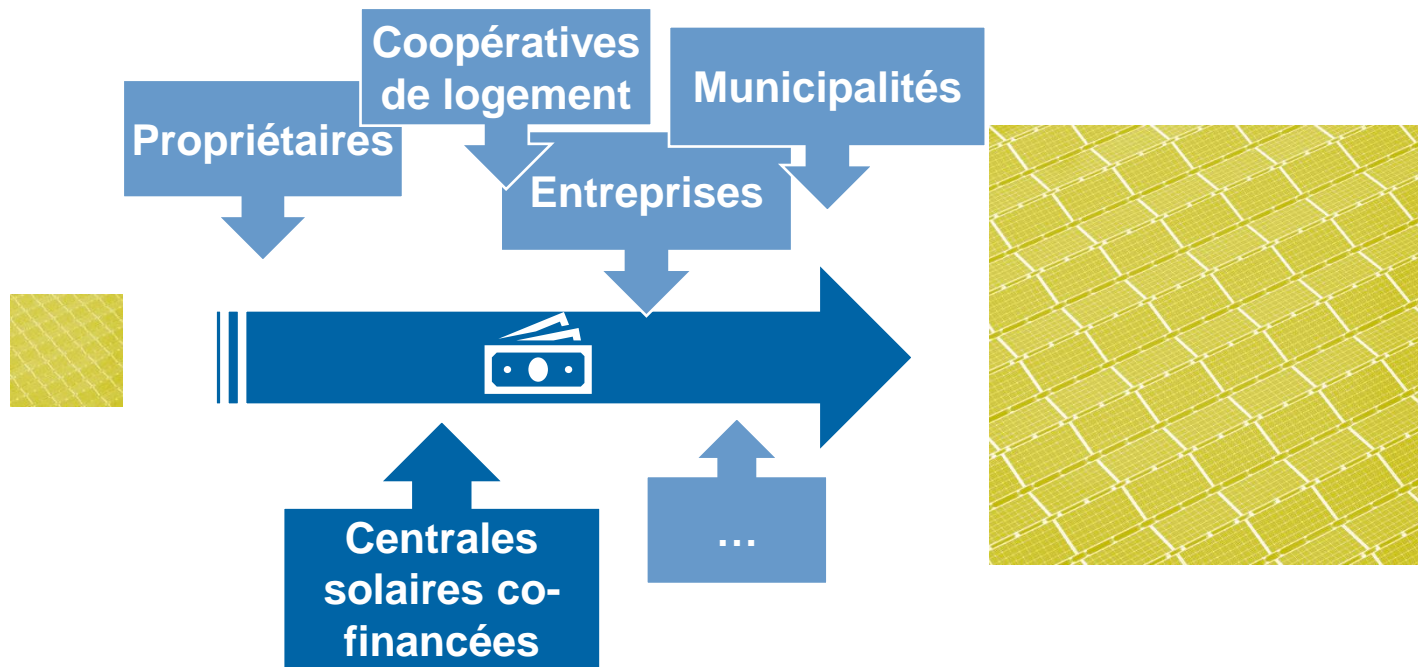 Propriétaires
Coopératives
de logement
Entreprises
Municipalités
Centrales
solaires co-
financées
...